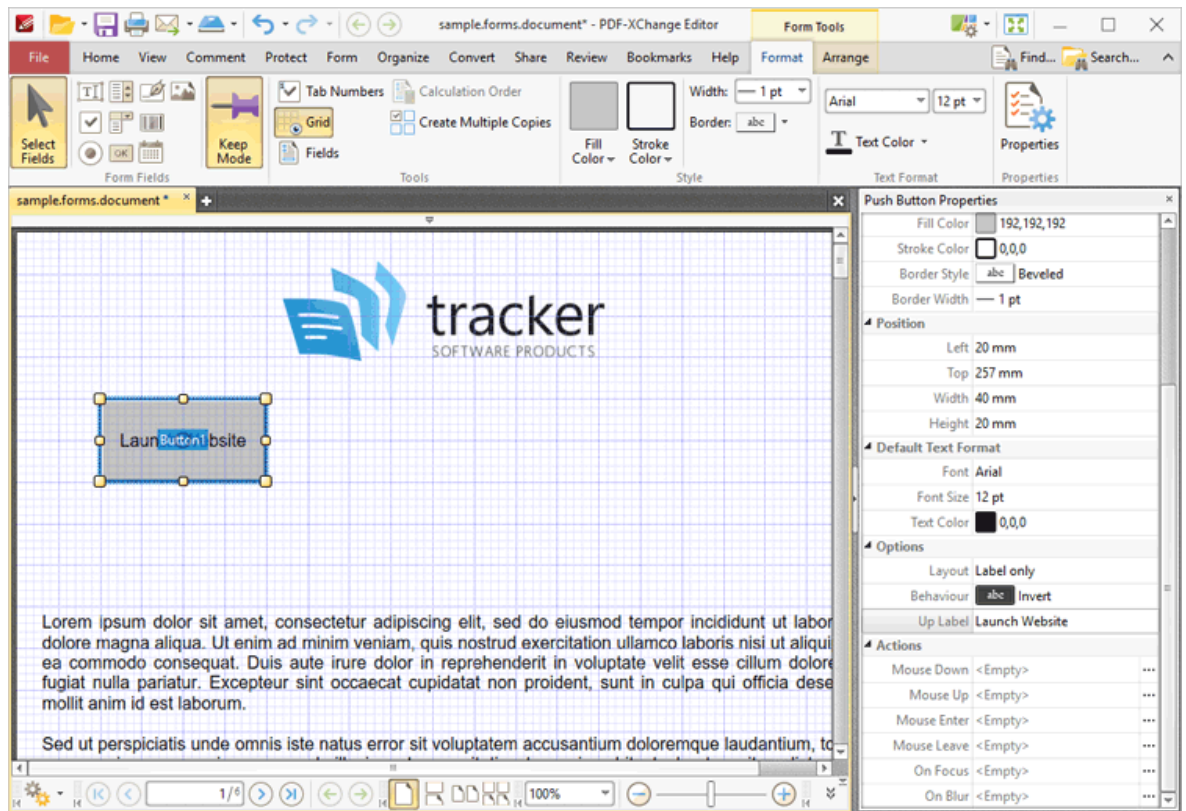 sample.forms.document* - PDF-XChange Editor
Form Tools
File Home View Comment Protect Form Organize Convert Share Review Bookmarks Help Format Arrange Find... Search...
Select Fields
OK
Keep Mode
Form Fields
Tab Numbers
Grid
Fields
Calculation Order
Create Multiple Copies
Tools
Fill Color
Stroke Color
Width: 1 pt
Border: abc
Style
Arial 12 pt
Text Color
Text Format
Properties
Properties
sample.forms.document *
tracker
SOFTWARE PRODUCTS
Laun Button1 bsite
Lorem ipsum dolor sit amet, consectetur adipiscing elit, sed do eiusmod tempor incididunt ut labor
dolore magna aliqua. Ut enim ad minim veniam, quis nostrud exercitation ullamco laboris nisi ut aliqui
ea commodo consequat. Duis aute irure dolor in reprehenderit in voluptate velit esse cillum dolore
fugiat nulla pariatur. Excepteur sint occaecat cupidatat non proident, sunt in culpa qui officia dese
mollit anim id est laborum.
Sed ut perspiciatis unde omnis iste natus error sit voluptatem accusantium doloremque laudantium, to
1/6
100%
Push Button Properties
Fill Color 192,192,192
Stroke Color 0,0,0
Border Style abc Beveled
Border Width 1 pt
Position
Left 20 mm
Top 257 mm
Width 40 mm
Height 20 mm
Default Text Format
Font Arial
Font Size 12 pt
Text Color 0,0,0
Options
Layout Label only
Behaviour abc Invert
Up Label Launch Website
Actions
Mouse Down <Empty> ...
Mouse Up <Empty> ...
Mouse Enter <Empty> ...
Mouse Leave <Empty> ...
On Focus <Empty> ...
On Blur <Empty> ...